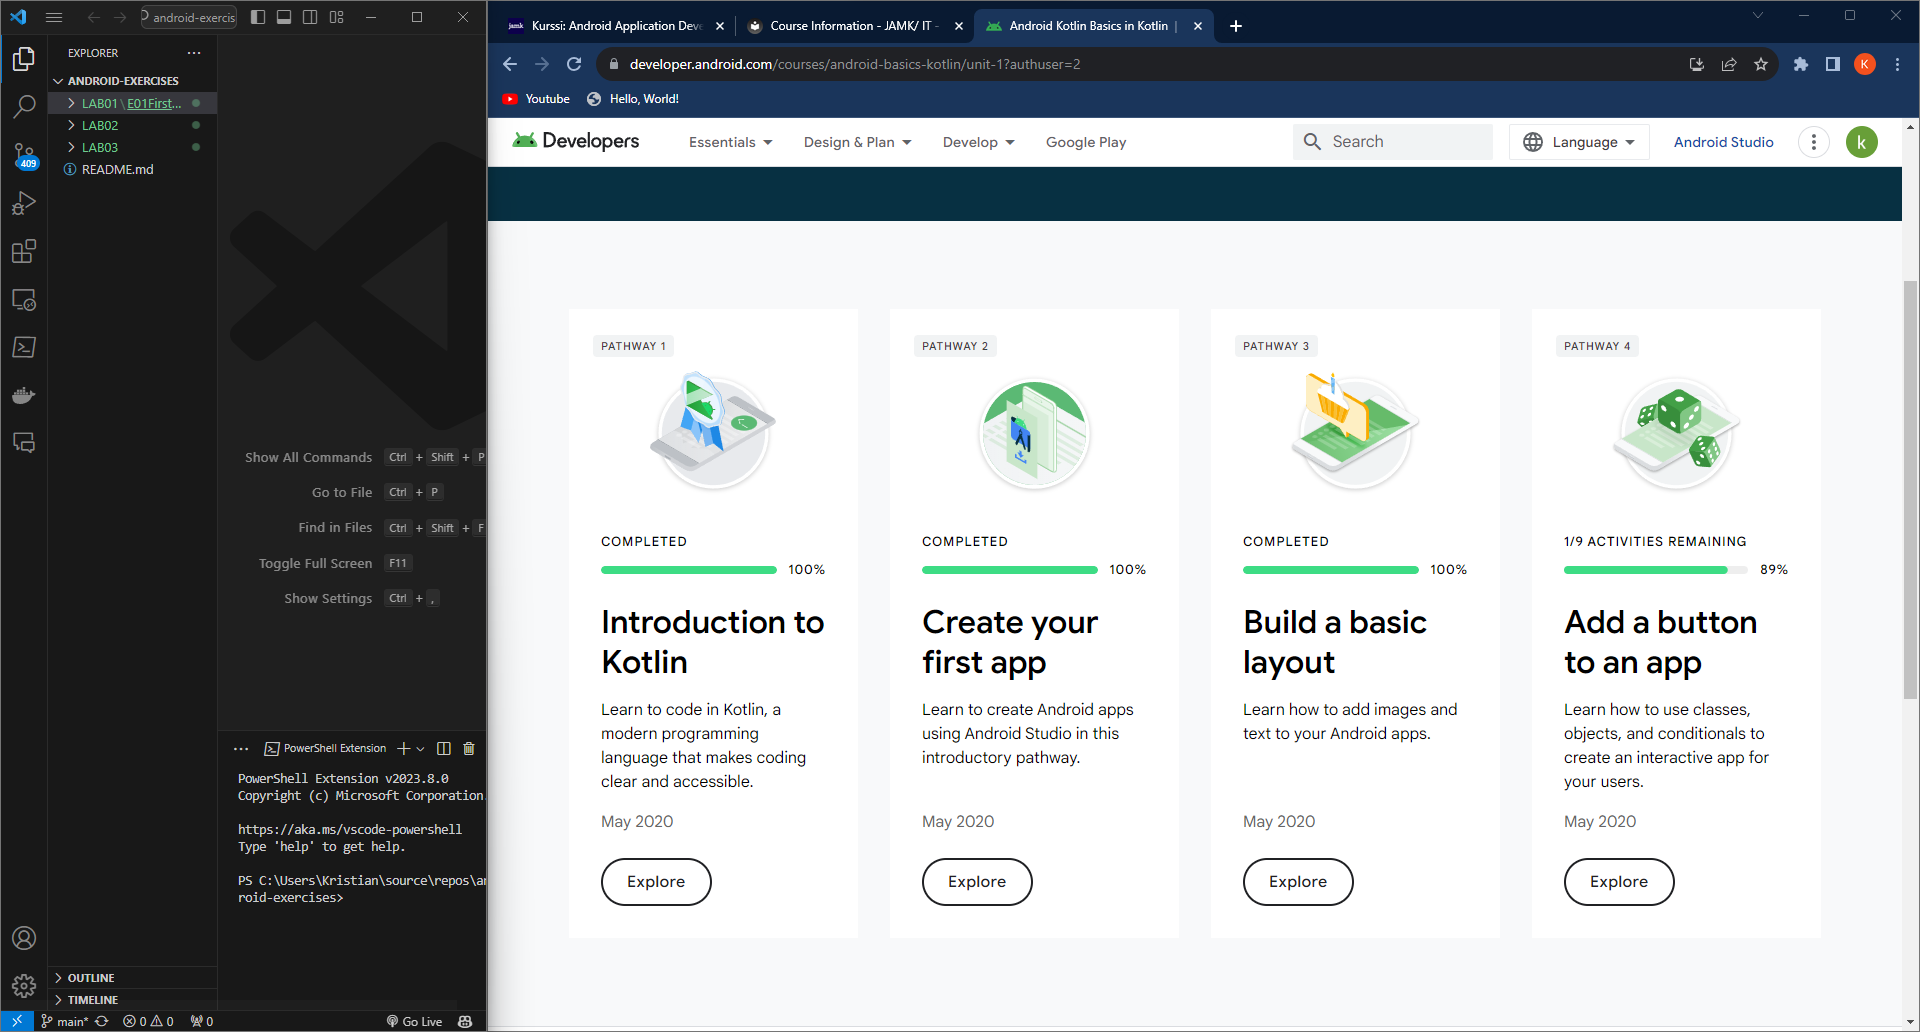 android-exercis
EXPLORER
ANDROID-EXERCISES
LAB01\E01First...
LAB02
LAB03
README.md
409
Show All Commands Ctrl + Shift + P
Go to File Ctrl + P
Find in Files Ctrl + Shift + F
Toggle Full Screen F11
Show Settings Ctrl + ,
PowerShell Extension
PowerShell Extension v2023.8.0
Copyright (c) Microsoft Corporation.
https://aka.ms/vscode-powershell
Type 'help' to get help.
PS C:\Users\Kristian\source\repos\an
roid-exercises>
OUTLINE
TIMELINE
main* 0 0 0 Go Live
jamk Kurssi: Android Application Deve
Course Information - JAMK/ IT -
Android Kotlin Basics in Kotlin |
developer.android.com/courses/android-basics-kotlin/unit-1?authuser=2
K
Youtube Hello, World!
Developers Essentials Design & Plan Develop Google Play Search Language Android Studio k
PATHWAY 1
COMPLETED
100%
Introduction to
Kotlin
Learn to code in Kotlin, a
modern programming
language that makes coding
clear and accessible.
May 2020
Explore
PATHWAY 2
COMPLETED
100%
Create your
first app
Learn to create Android apps
using Android Studio in this
introductory pathway.
May 2020
Explore
PATHWAY 3
COMPLETED
100%
Build a basic
layout
Learn how to add images and
text to your Android apps.
May 2020
Explore
PATHWAY 4
1/9 ACTIVITIES REMAINING
89%
Add a button
to an app
Learn how to use classes,
objects, and conditionals to
create an interactive app for
your users.
May 2020
Explore